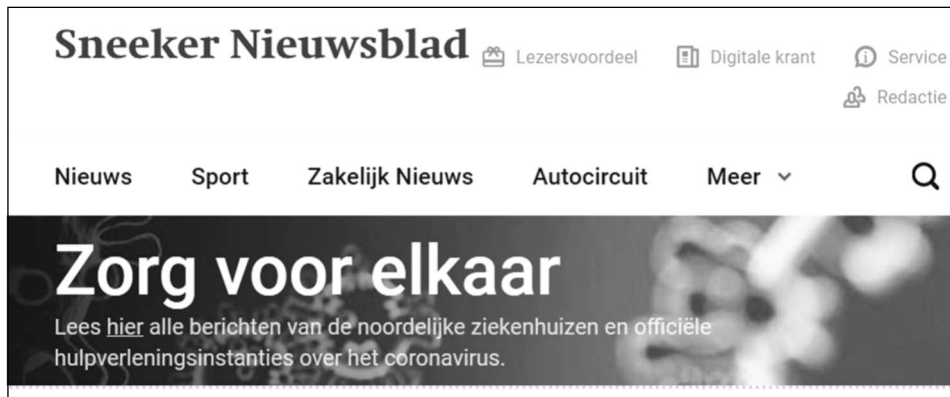 Sneeker Nieuwsblad
Lezersvoordeel Digitale krant Service
Redactie
Nieuws Sport Zakelijk Nieuws Autocircuit Meer
Zorg voor elkaar
Lees hier alle berichten van de noordelijke ziekenhuizen en officiële
hulpverleningsinstanties over het coronavirus.